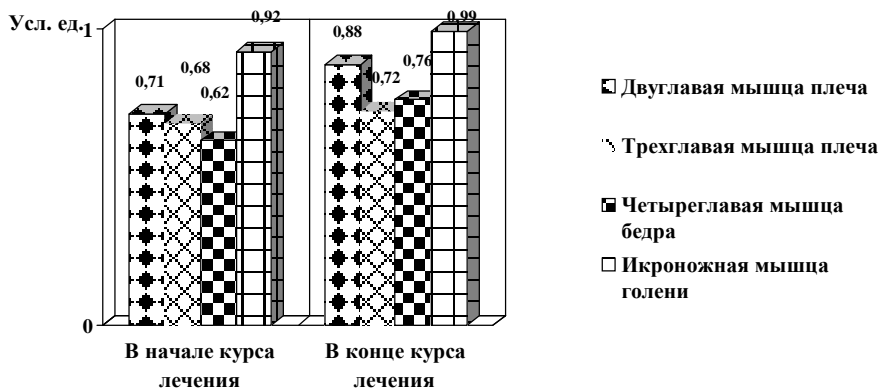 Усл. ед.
1
0
0,71
0,68
0,62
0,92
0,88
0,72
0,76
0,99
В начале курса
лечения
В конце курса
лечения
Двуглавая мышца плеча
Трехглавая мышца плеча
Четыреглавая мышца
бедра
Икроножная мышца
голени